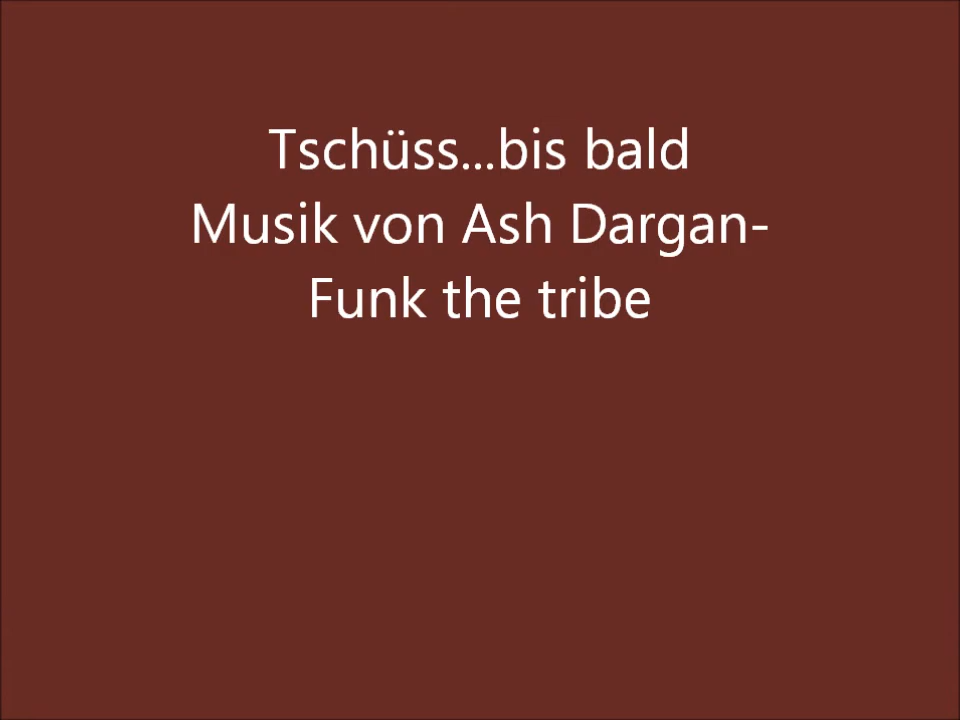 Tschüss...bis bald
Musik von Ash Dargan-
Funk the tribe